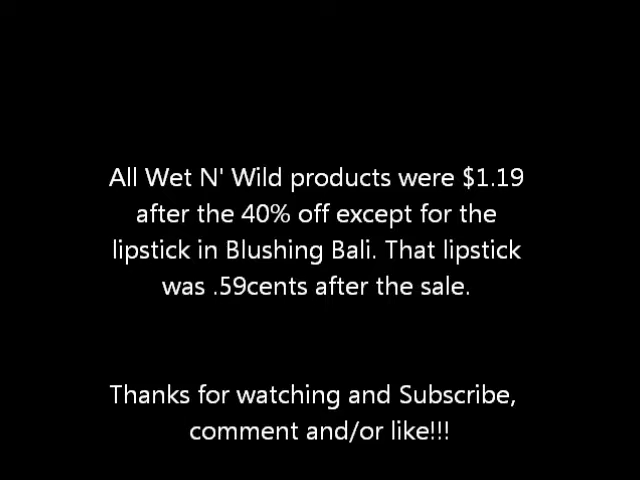 All Wet N' Wild products were $1.19
after the 40% off except for the
lipstick in Blushing Bali. That lipstick
was .59cents after the sale.
Thanks for watching and Subscribe,
comment and/or like!!!